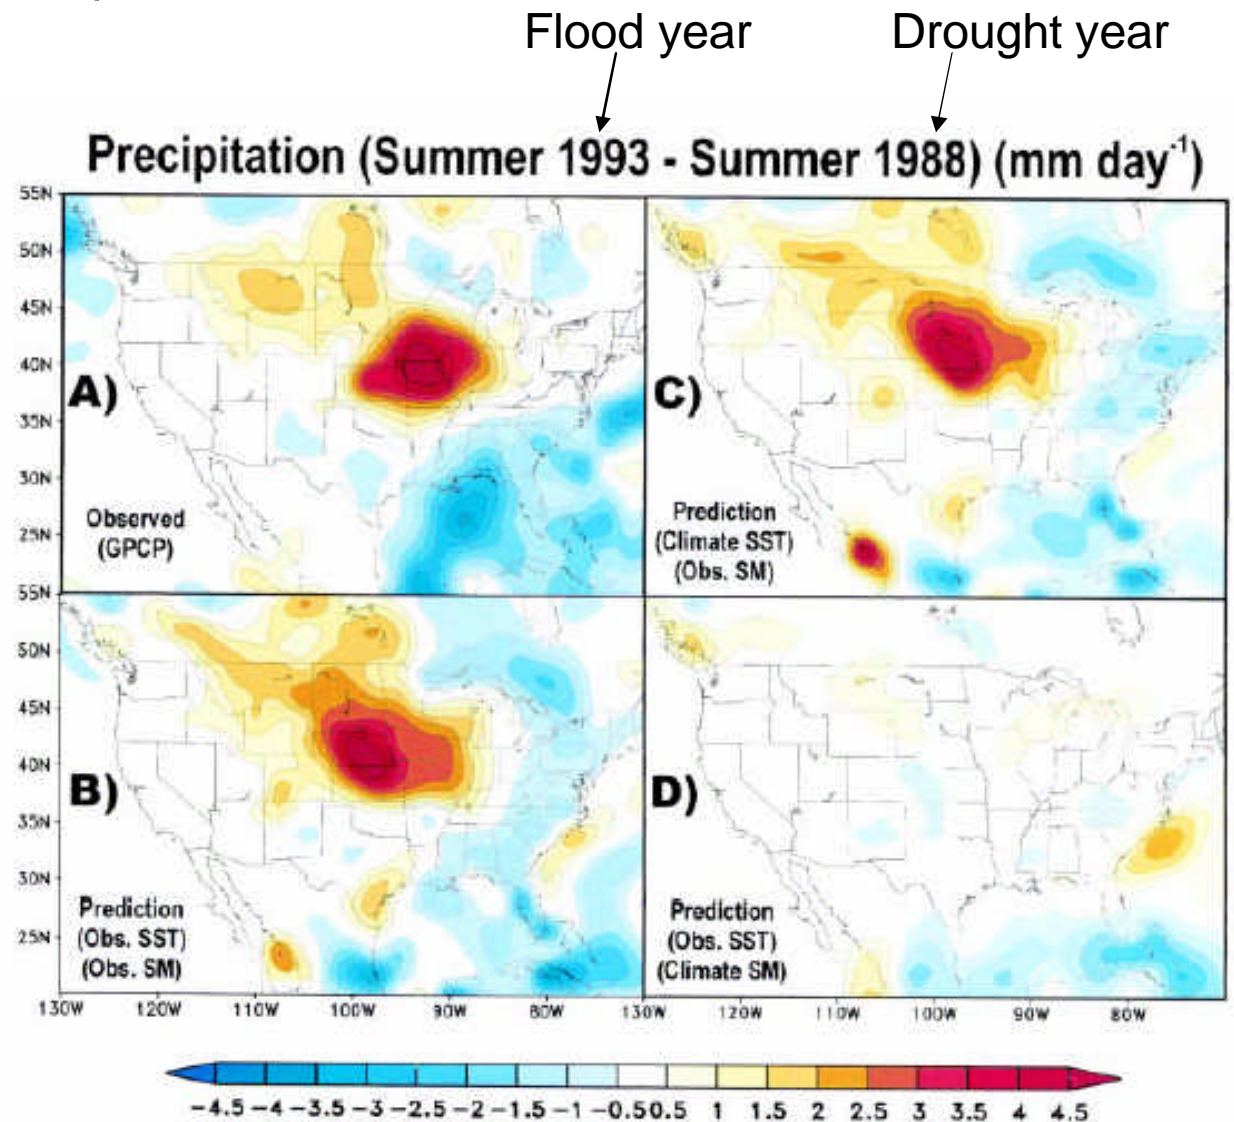 Flood year Drought year
Precipitation (Summer 1993 - Summer 1988) (mm day⁻¹)
55N
50N
45N
40N
35N
30N
25N
A)
Observed
(GPCP)
C)
Prediction
(Climate SST)
(Obs. SM)
55N
50N
45N
40N
35N
30N
25N
B)
Prediction
(Obs. SST)
(Obs. SM)
D)
Prediction
(Obs. SST)
(Climate SM)
130W 120W 110W 100W 90W 80W 130W 120W 110W 100W 90W 80W
-4.5 -4 -3.5 -3 -2.5 -2 -1.5 -1 -0.5 0.5 1 1.5 2 2.5 3 3.5 4 4.5